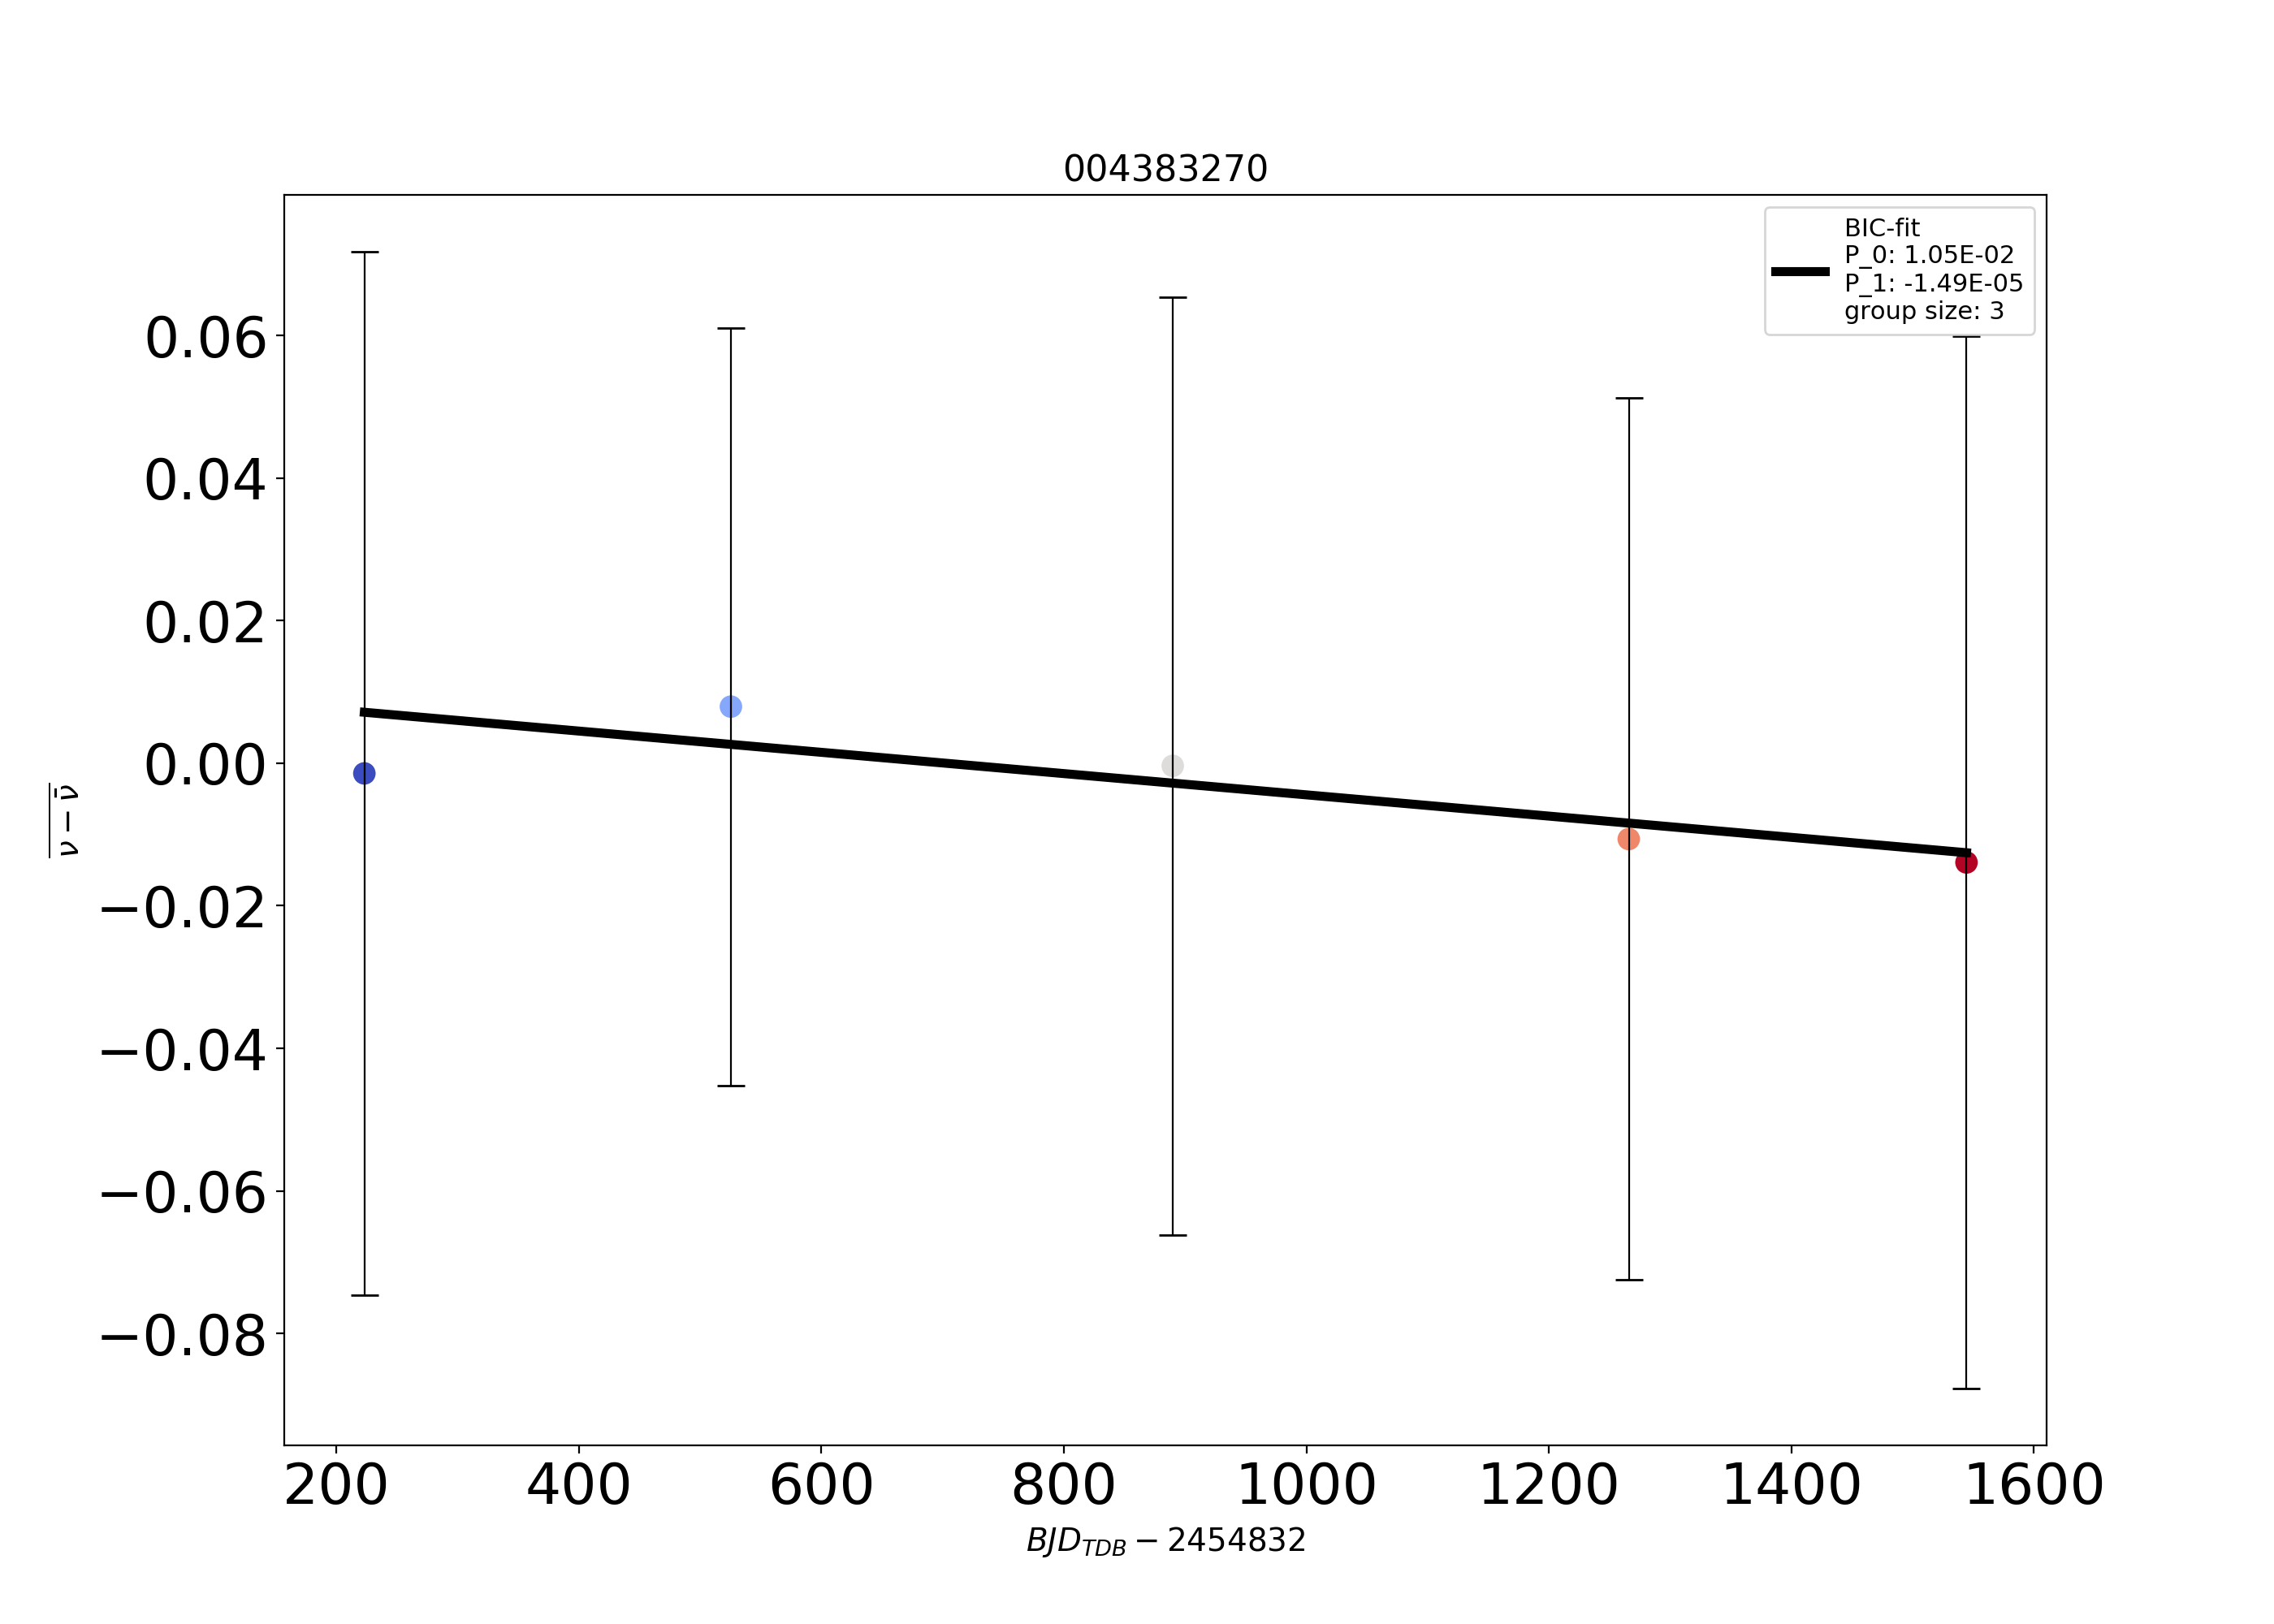 004383270
BIC-fit
P_0: 1.05E-02
P_1: -1.49E-05
group size: 3
0.06
0.04
0.02
0.00
−0.02
−0.04
−0.06
−0.08
ν − ν̄
200 400 600 800 1000 1200 1400 1600
BJD_TDB − 2454832